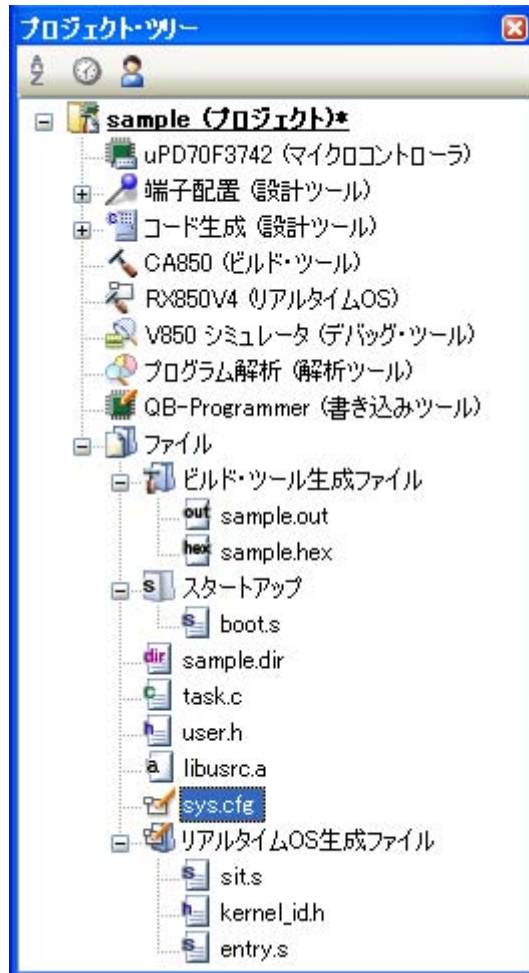 プロジェクト・ツリー
sample (プロジェクト)*
uPD70F3742 (マイクロコントローラ)
端子配置 (設計ツール)
コード生成 (設計ツール)
CA850 (ビルド・ツール)
RX850V4 (リアルタイムOS)
V850 シミュレータ (デバッグ・ツール)
プログラム解析 (解析ツール)
QB-Programmer (書き込みツール)
ファイル
ビルド・ツール生成ファイル
out sample.out
hex sample.hex
s スタートアップ
s boot.s
dir sample.dir
c task.c
h user.h
a libusrc.a
sys.cfg
リアルタイムOS生成ファイル
s sit.s
h kernel_id.h
s entry.s